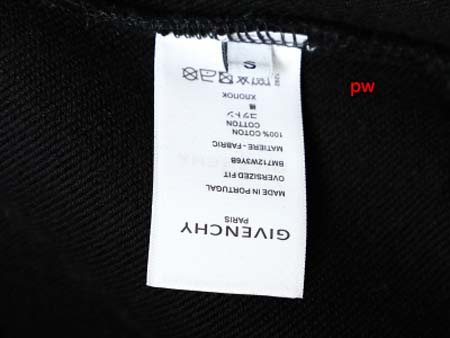 GIVENCHY
PARIS
MADE IN PORTUGAL
OVERSIZED FIT
BM712W3Y6B
MATIERE - FABRIC
100% COTON
COTTON
コットン
棉
ХЛОПОК
S
pw